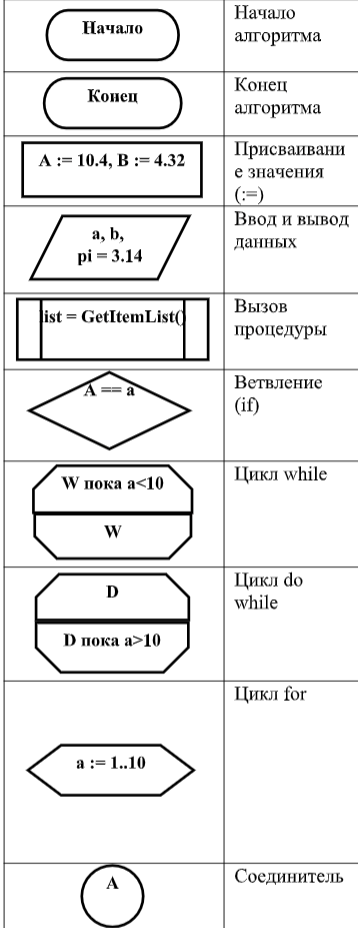 Начало
Начало
алгоритма
Конец
Конец
алгоритма
A := 10.4, B := 4.32
Присваивани
е значения
(:=)
a, b,
pi = 3.14
Ввод и вывод
данных
list = GetItemList()
Вызов
процедуры
A == a
Ветвление
(if)
W пока a<10
W
Цикл while
D
D пока a>10
Цикл do
while
a := 1..10
Цикл for
A
Соединитель